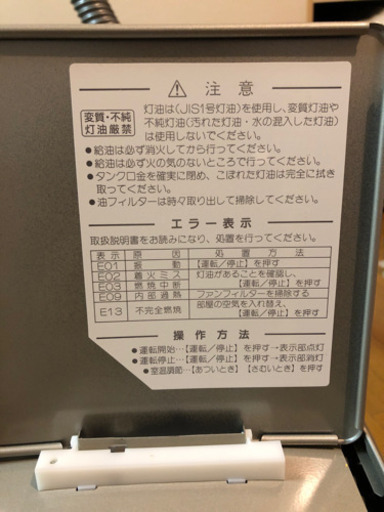 ⚠ 注意
変質・不純
灯油厳禁
灯油は(JIS1号灯油)を使用し、変質灯油や
不純灯油(汚れた灯油・水の混入した灯油)
は使用しないでください。
●給油は必ず消火してから行ってください。
●給油は必ず火の気のないところで行ってください。
●タンク口金を確実に閉め、こぼれた灯油は完全に拭き
取ってください。
●油フィルターは時々取り出して掃除してください。
エラー表示
取扱説明書をお読みになり、処置を行ってください。
表示 原因 処置方法
E01 振動 【運転/停止】を押す
E02 着火ミス 灯油があることを確認し、
E03 燃焼中断 【運転/停止】を押す
E09 内部過熱 ファンフィルターを掃除する
E13 不完全燃焼 部屋の空気を入れ替え、
【運転/停止】を押す
操作方法
●運転開始…【運転/停止】を押す→表示部点灯
●運転停止…【運転/停止】を押す→表示部消灯
●室温調節…【あついとき】【さむいとき】を押す